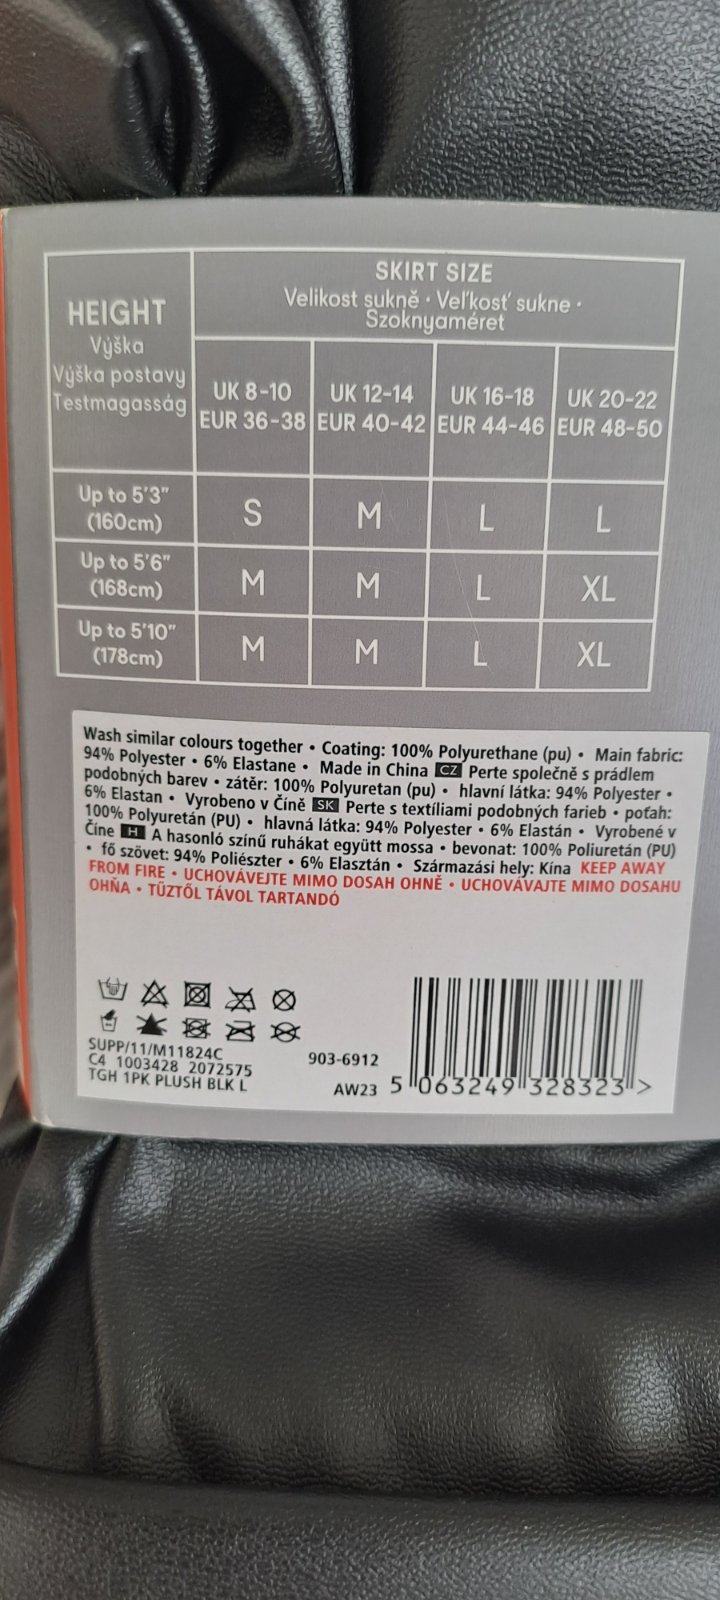 HEIGHT
Výška
Výška postavy
Testmagasság
SKIRT SIZE
Velikost sukně · Veľkosť sukne ·
Szoknyaméret
UK 8-10 UK 12-14 UK 16-18 UK 20-22
EUR 36-38 EUR 40-42 EUR 44-46 EUR 48-50
Up to 5'3"
(160cm) S M L L
Up to 5'6"
(168cm) M M L XL
Up to 5'10"
(178cm) M M L XL
Wash similar colours together • Coating: 100% Polyurethane (pu) • Main fabric:
94% Polyester • 6% Elastane • Made in China CZ Perte společně s prádlem
podobných barev • zátěr: 100% Polyuretan (pu) • hlavní látka: 94% Polyester •
6% Elastan • Vyrobeno v Číně SK Perte s textíliami podobných farieb • poťah:
100% Polyuretán (PU) • hlavná látka: 94% Polyester • 6% Elastán • Vyrobené v
Číne H A hasonló színű ruhákat együtt mossa • bevonat: 100% Poliuretán (PU)
• fő szövet: 94% Poliészter • 6% Elasztán • Származási hely: Kína KEEP AWAY
FROM FIRE • UCHOVÁVEJTE MIMO DOSAH OHNĚ • UCHOVÁVAJTE MIMO DOSAHU
OHŇA • TŰZTŐL TÁVOL TARTANDÓ
SUPP/11/M11824C
C4 1003428 2072575
TGH 1PK PLUSH BLK L
903-6912
AW23
5 063249 328323 >